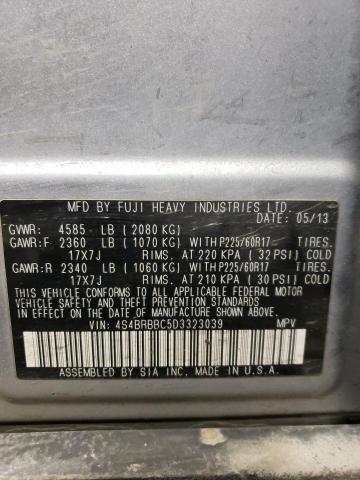 MFD BY FUJI HEAVY INDUSTRIES LTD.
DATE: 05/13
GVWR: 4585 LB (2080 KG)
GAWR:F 2360 LB (1070 KG) WITH P225/60R17 TIRES.
17X7J RIMS. AT 220 KPA ( 32 PSI) COLD
GAWR:R 2340 LB (1060 KG) WITH P225/60R17 TIRES.
17X7J RIMS. AT 210 KPA ( 30 PSI) COLD
THIS VEHICLE CONFORMS TO ALL APPLICABLE FEDERAL MOTOR
VEHICLE SAFETY, BUMPER, AND THEFT PREVENTION STANDARDS
IN EFFECT ON THE DATE OF MANUFACTURE SHOWN ABOVE.
VIN: 4S4BRBBC5D3323039 MPV
ASSEMBLED BY SIA INC. MADE IN U.S.A.